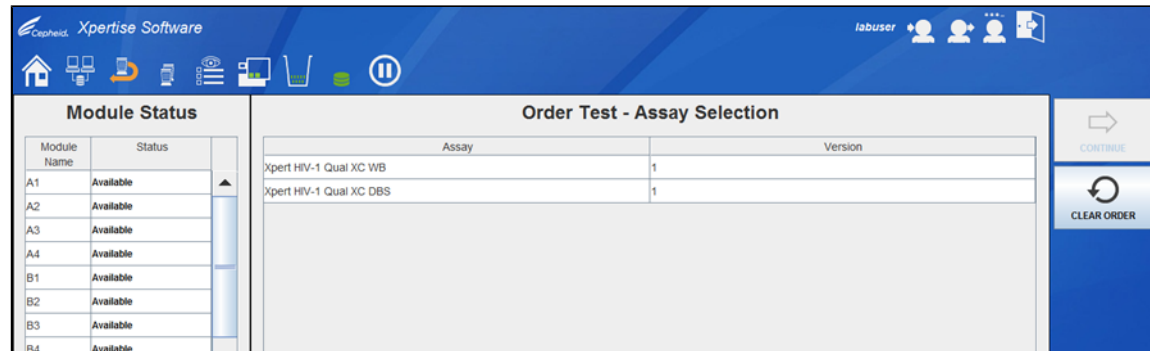 Cepheid. Xpertise Software
labuser
Module Status
Order Test - Assay Selection
Module Name Status
Assay Version
CONTINUE
A1 Available
Xpert HIV-1 Qual XC WB 1
A2 Available
Xpert HIV-1 Qual XC DBS 1
CLEAR ORDER
A3 Available
A4 Available
B1 Available
B2 Available
B3 Available
B4 Available